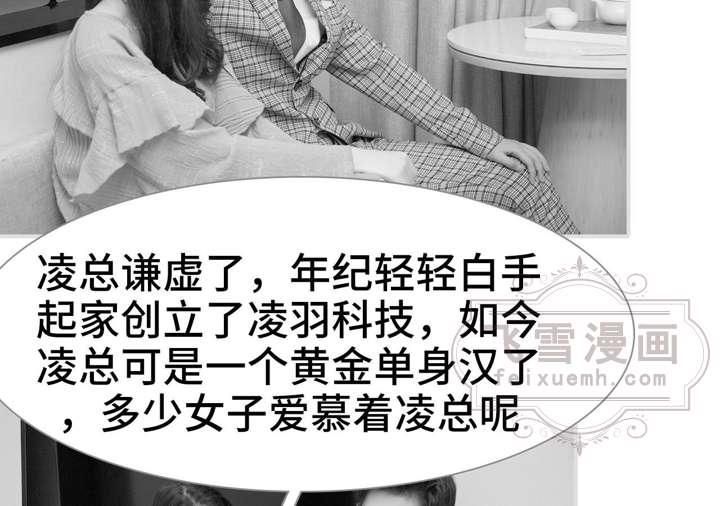 凌总谦虚了，年纪轻轻白手
起家创立了凌羽科技，如今
凌总可是一个黄金单身汉了
，多少女子爱慕着凌总呢
飞雪漫画
feixuemh.com